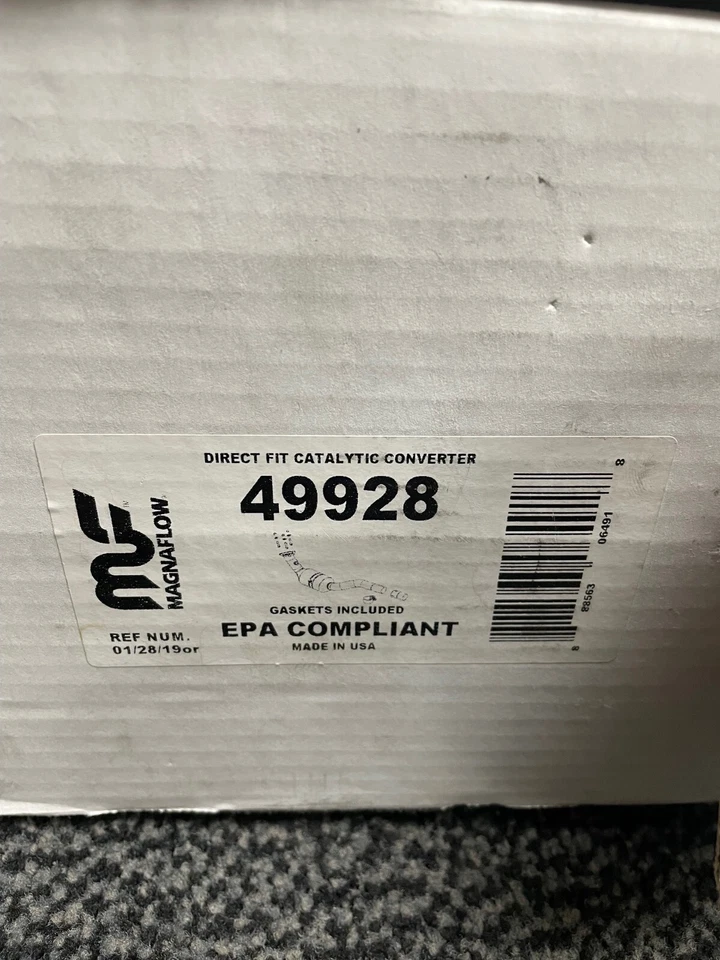 DIRECT FIT CATALYTIC CONVERTER
49928
MAGNAFLOW
GASKETS INCLUDED
EPA COMPLIANT
MADE IN USA
REF NUM.
01/28/19or
8 88563 06491 8